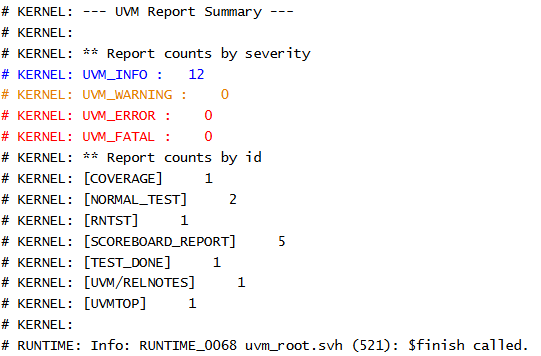 # KERNEL: --- UVM Report Summary ---
# KERNEL:
# KERNEL: ** Report counts by severity
# KERNEL: UVM_INFO :   12
# KERNEL: UVM_WARNING :    0
# KERNEL: UVM_ERROR :    0
# KERNEL: UVM_FATAL :    0
# KERNEL: ** Report counts by id
# KERNEL: [COVERAGE]     1
# KERNEL: [NORMAL_TEST]     2
# KERNEL: [RNTST]     1
# KERNEL: [SCOREBOARD_REPORT]     5
# KERNEL: [TEST_DONE]     1
# KERNEL: [UVM/RELNOTES]     1
# KERNEL: [UVMTOP]     1
# KERNEL:
# RUNTIME: Info: RUNTIME_0068 uvm_root.svh (521): $finish called.